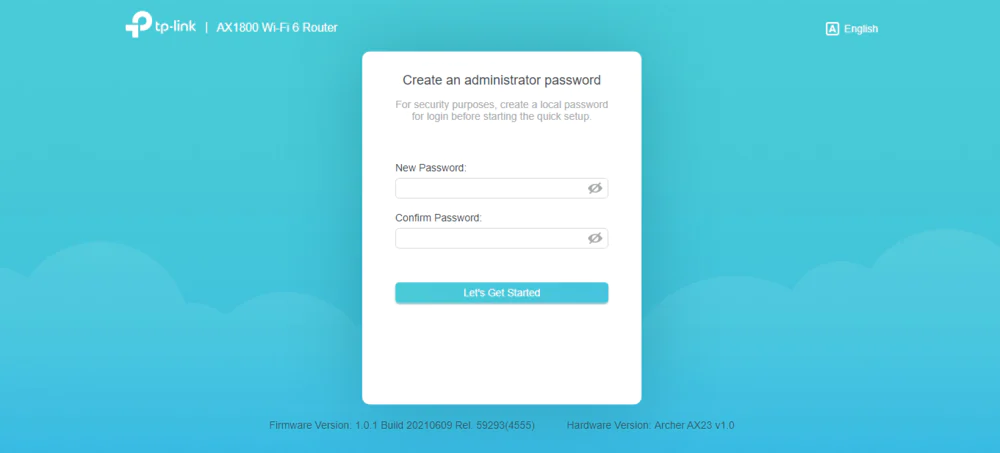 tp-link | AX1800 Wi-Fi 6 Router
A English
Create an administrator password
For security purposes, create a local password
for login before starting the quick setup.
New Password:
Confirm Password:
Let's Get Started
Firmware Version: 1.0.1 Build 20210609 Rel. 59293(4555) Hardware Version: Archer AX23 v1.0